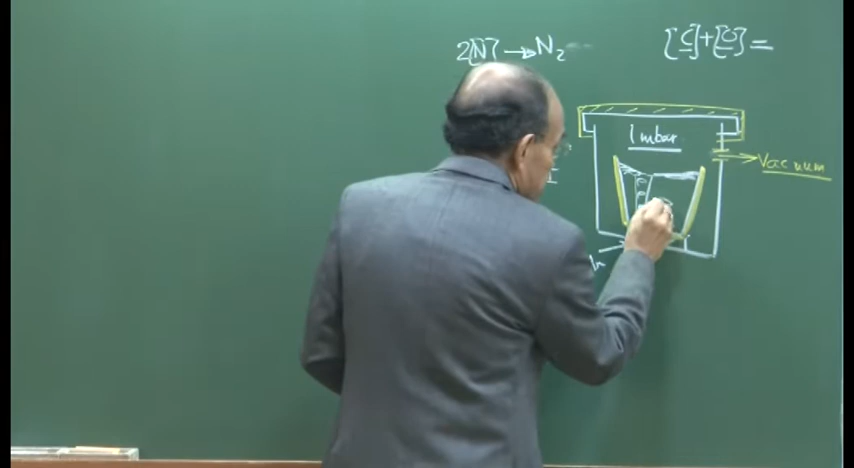 2[N] → N₂
[C]+[O] =
1 mbar
Vacuum